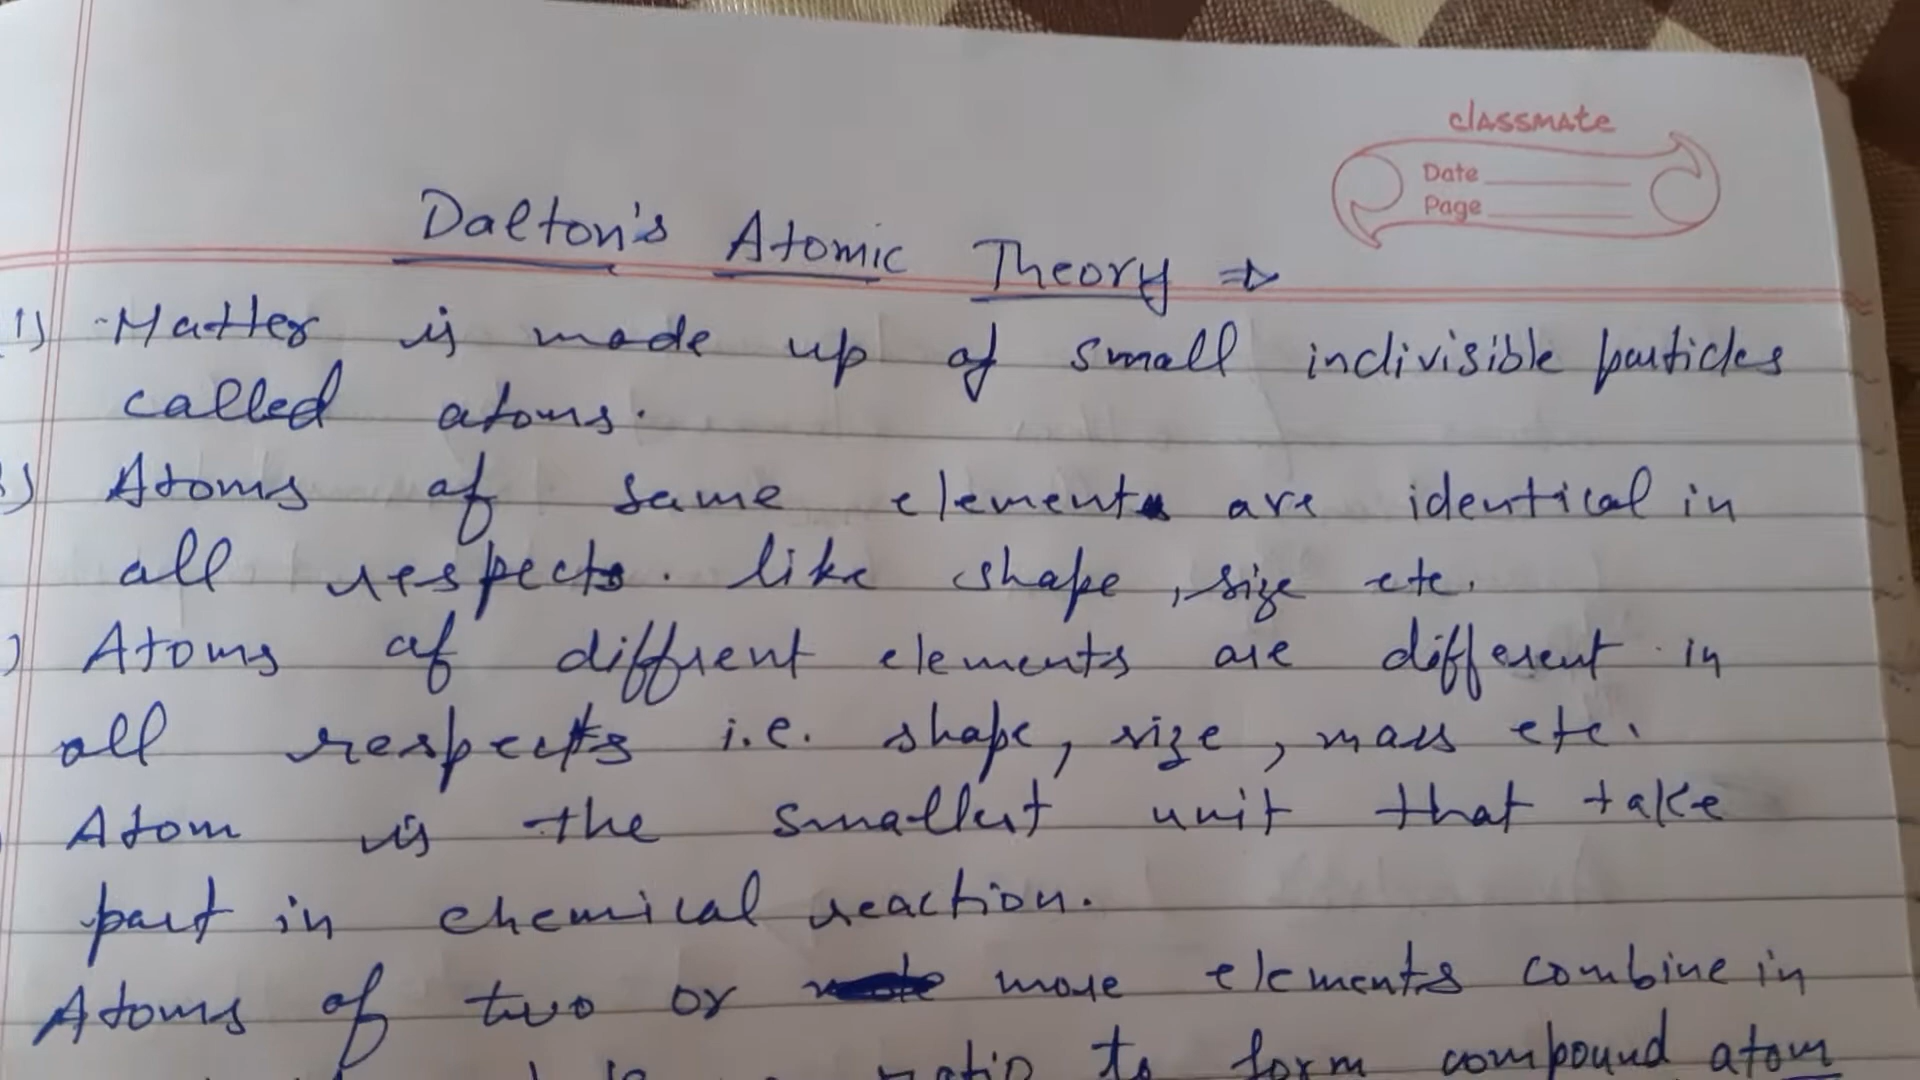 classmate
Date
Page
Dalton's Atomic Theory ⇒
1) Matter is made up of small indivisible particles
called atoms.
) Atoms of same element are identical in
all respects. like shape, size etc.
) Atoms of diffrent elements are different in
all respects i.e. shape, size, mass etc.
Atom is the smallest unit that take
part in chemical reaction.
Atoms of two or more elements combine in
ratio to form compound atom